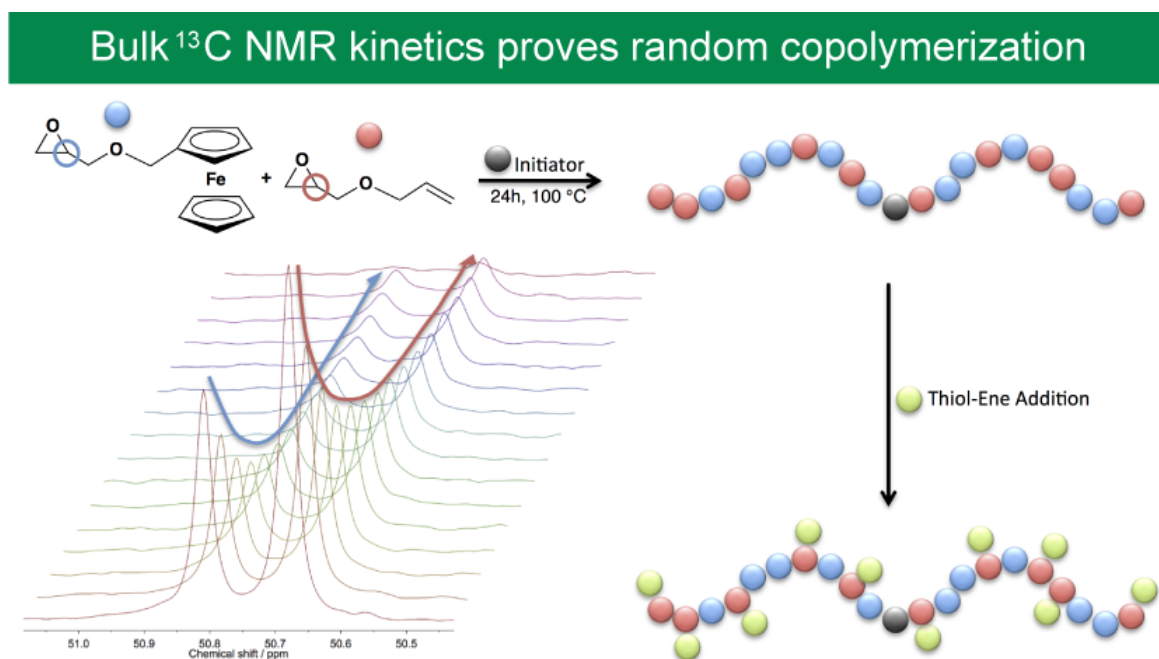 Bulk ¹³C NMR kinetics proves random copolymerization
O
O
Fe
+
O
O
Initiator
24h, 100 °C
Thiol-Ene Addition
51.0 50.9 50.8 50.7 50.6 50.5
Chemical shift / ppm